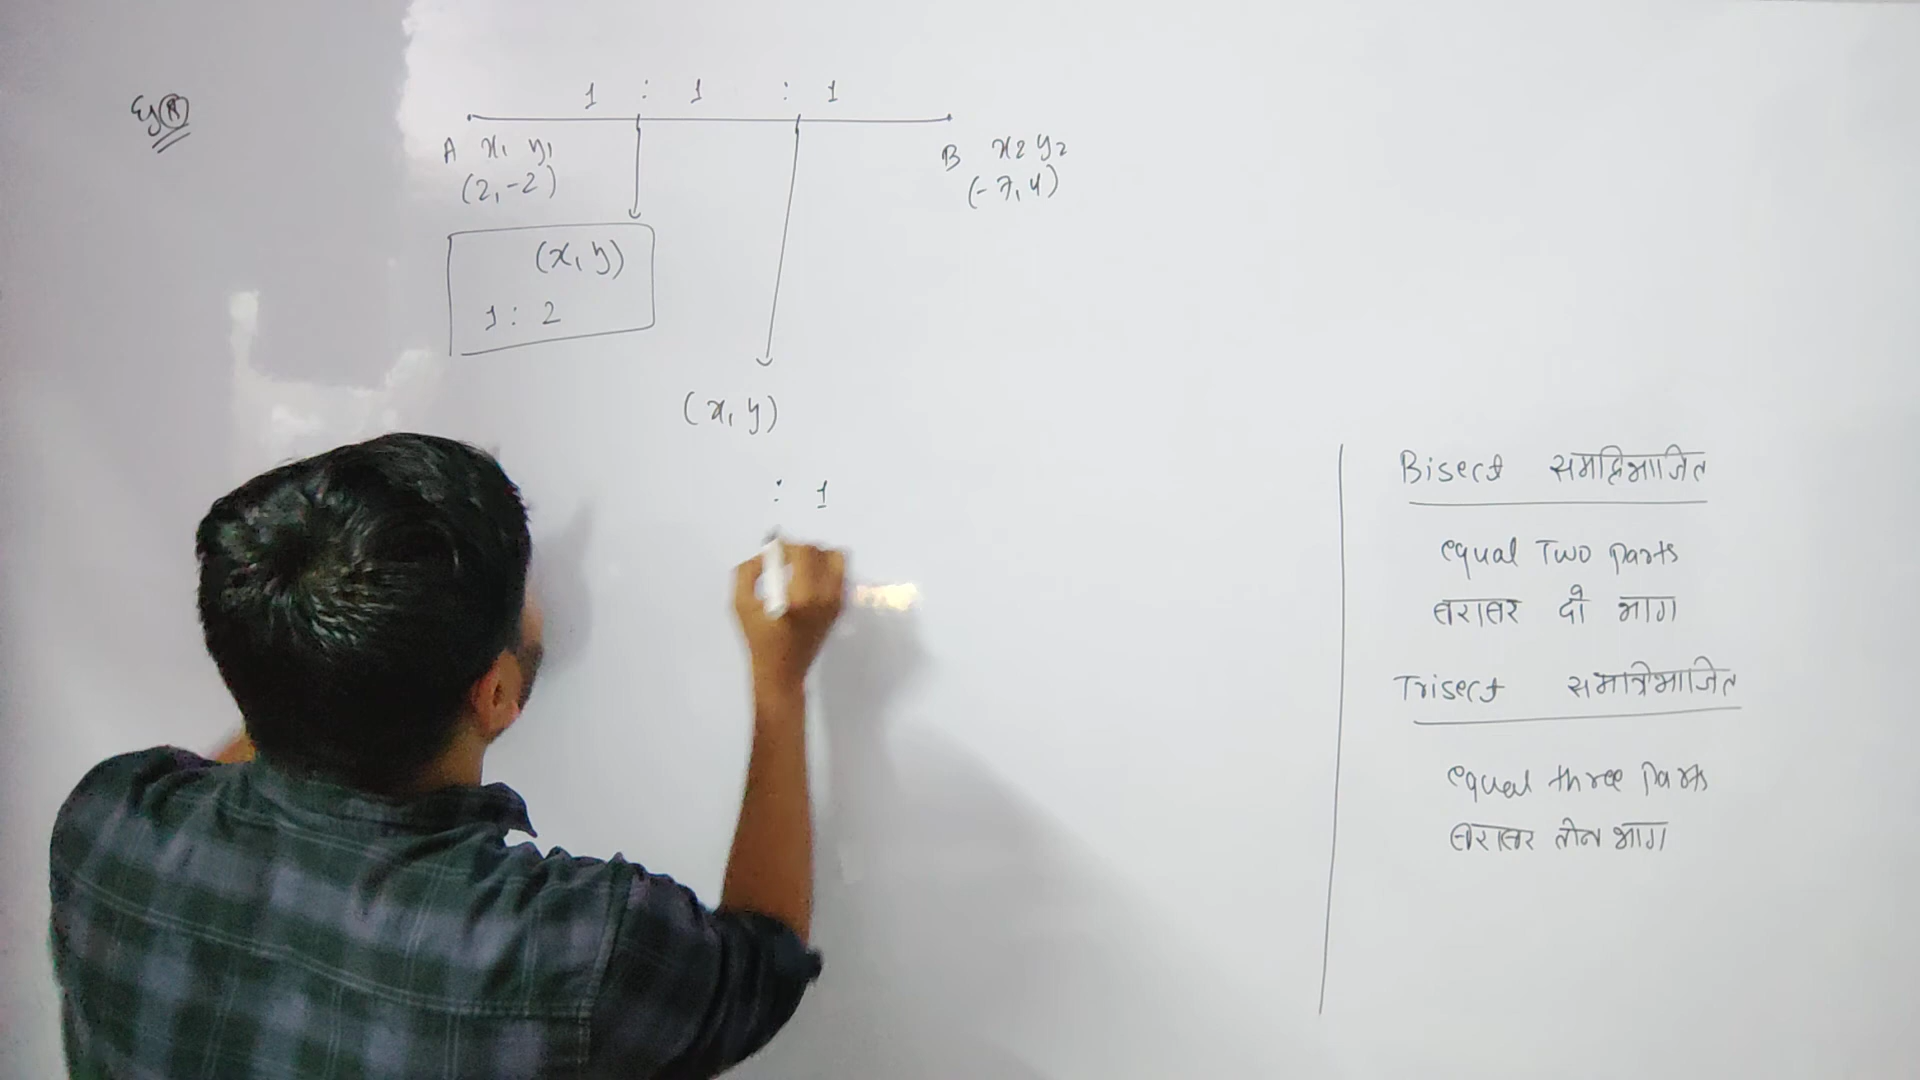 1 : 1 : 1
A x₁ y₁
(2, -2)
B x₂ y₂
(-7, 4)
(x, y)
1 : 2
(x, y)
: 1
Bisect समद्विभाजित
equal Two parts
बराबर दो भाग
Trisect समत्रिभाजित
equal three parts
बराबर तीन भाग